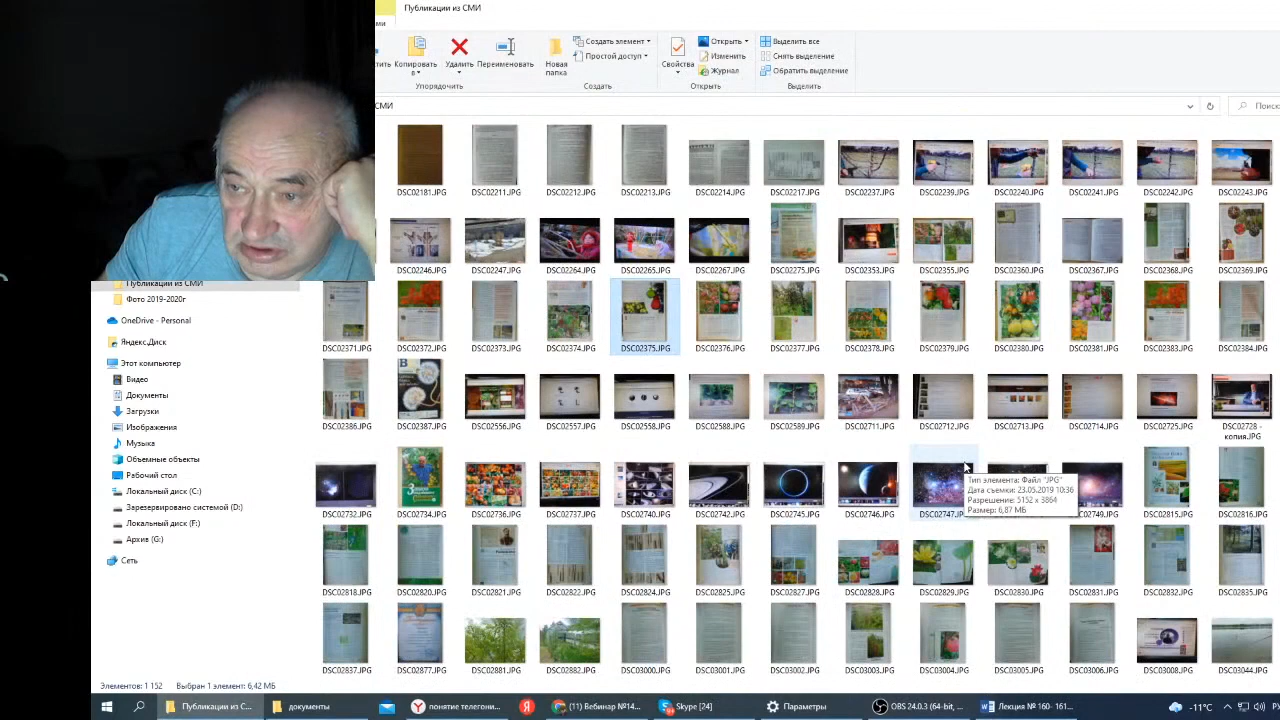 Публикации из СМИ
ми
тить
Копировать в
Удалить
Переименовать
Упорядочить
Новая папка
Создать элемент
Простой доступ
Создать
Свойства
Открыть
Изменить
Журнал
Открыть
Выделить все
Снять выделение
Обратить выделение
Выделить
СМИ
Поиск
DSC02181.JPG DSC02211.JPG DSC02212.JPG DSC02213.JPG DSC02214.JPG DSC02217.JPG DSC02237.JPG DSC02239.JPG DSC02240.JPG DSC02241.JPG DSC02242.JPG DSC02243.JPG
DSC02246.JPG DSC02247.JPG DSC02264.JPG DSC02265.JPG DSC02267.JPG DSC02275.JPG DSC02353.JPG DSC02355.JPG DSC02360.JPG DSC02367.JPG DSC02368.JPG DSC02369.JPG
DSC02371.JPG DSC02372.JPG DSC02373.JPG DSC02374.JPG DSC02375.JPG DSC02376.JPG DSC02377.JPG DSC02378.JPG DSC02379.JPG DSC02380.JPG DSC02381.JPG DSC02383.JPG DSC02384.JPG
DSC02386.JPG DSC02387.JPG DSC02556.JPG DSC02557.JPG DSC02558.JPG DSC02588.JPG DSC02589.JPG DSC02711.JPG DSC02712.JPG DSC02713.JPG DSC02714.JPG DSC02725.JPG DSC02728 - копия.JPG
DSC02732.JPG DSC02734.JPG DSC02736.JPG DSC02739.JPG DSC02740.JPG DSC02742.JPG DSC02745.JPG DSC02746.JPG DSC02747.JPG DSC02749.JPG DSC02815.JPG DSC02816.JPG
Тип элемента: Файл "JPG"
Дата съемки: 23.05.2019 10:36
Разрешение: 5152 x 3864
Размер: 6,87 МБ
DSC02818.JPG DSC02820.JPG DSC02821.JPG DSC02822.JPG DSC02824.JPG DSC02825.JPG DSC02827.JPG DSC02828.JPG DSC02829.JPG DSC02830.JPG DSC02831.JPG DSC02832.JPG DSC02835.JPG
DSC02837.JPG DSC02877.JPG DSC02881.JPG DSC02882.JPG DSC03000.JPG DSC03001.JPG DSC03002.JPG DSC03003.JPG DSC03004.JPG DSC03005.JPG DSC03006.JPG DSC03008.JPG DSC03044.JPG
Публикации из СМИ
Фото 2019-2020г
OneDrive - Personal
Яндекс.Диск
Этот компьютер
Видео
Документы
Загрузки
Изображения
Музыка
Объемные объекты
Рабочий стол
Локальный диск (C:)
Зарезервировано системой (D:)
Локальный диск (F:)
Архив (G:)
Сеть
Элементов: 1 152 Выбран 1 элемент: 6,42 МБ
Публикации из С...
документы
понятие телегони...
(11) Вебинар №14...
Skype [24]
Параметры
OBS 24.0.3 (64-bit, ...
Лекция № 160- 161...
-11°C
РУ